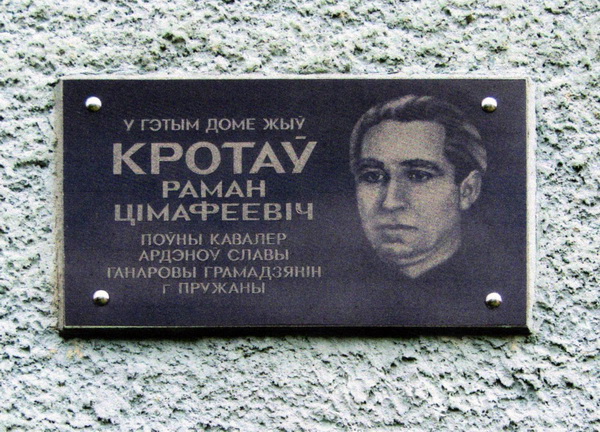 У ГЭТЫМ ДОМЕ ЖЫЎ
КРОТАЎ
РАМАН
ЦІМАФЕЕВІЧ
ПОЎНЫ КАВАЛЕР
АРДЭНОЎ СЛАВЫ
ГАНАРОВЫ ГРАМАДЗЯНІН
Г ПРУЖАНЫ